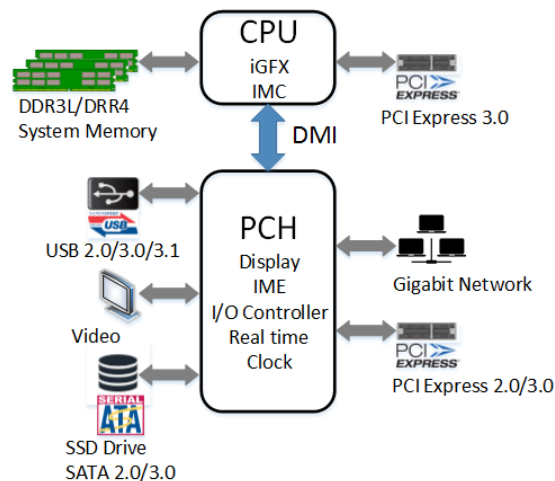 CPU
iGFX
IMC
DDR3L/DRR4
System Memory
PCI
EXPRESS
PCI Express 3.0
DMI
USB
USB 2.0/3.0/3.1
PCH
Display
IME
I/O Controller
Real time
Clock
Gigabit Network
Video
PCI
EXPRESS
PCI Express 2.0/3.0
SERIAL
ATA
SSD Drive
SATA 2.0/3.0